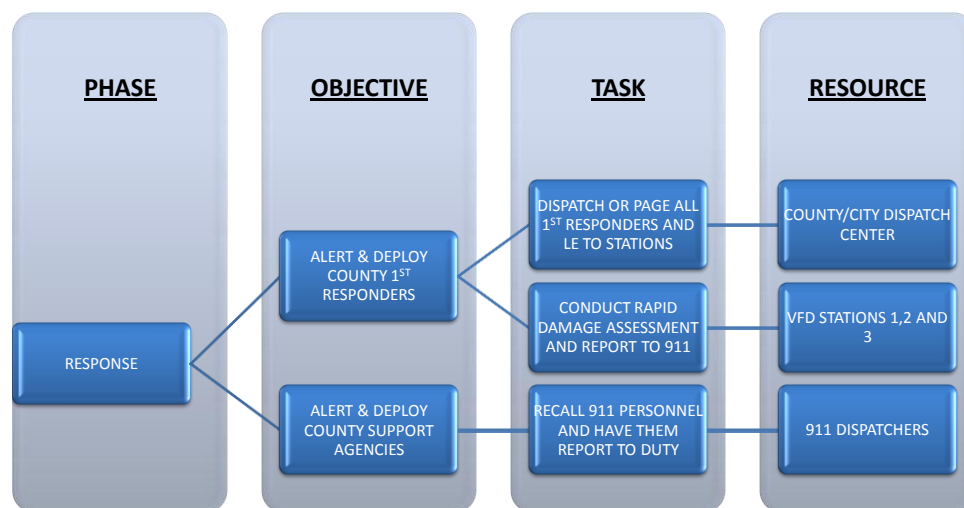 PHASE
OBJECTIVE
TASK
RESOURCE
RESPONSE
ALERT & DEPLOY
COUNTY 1ST
RESPONDERS
ALERT & DEPLOY
COUNTY SUPPORT
AGENCIES
DISPATCH OR PAGE ALL
1ST RESPONDERS AND
LE TO STATIONS
CONDUCT RAPID
DAMAGE ASSESSMENT
AND REPORT TO 911
RECALL 911 PERSONNEL
AND HAVE THEM
REPORT TO DUTY
COUNTY/CITY DISPATCH
CENTER
VFD STATIONS 1,2 AND
3
911 DISPATCHERS